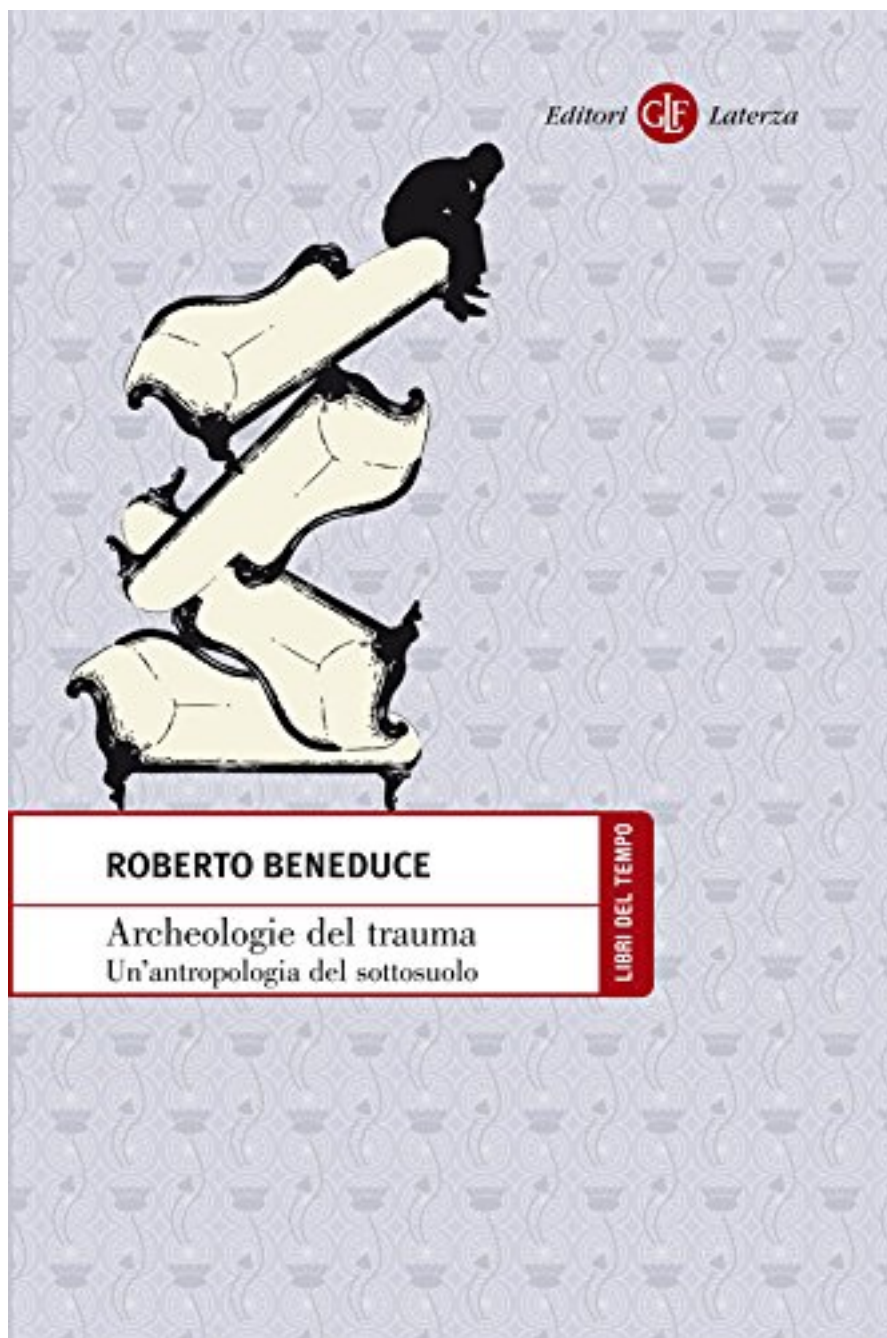 Editori GLF Laterza
ROBERTO BENEDUCE
Archeologie del trauma
Un'antropologia del sottosuolo
LIBRI DEL TEMPO